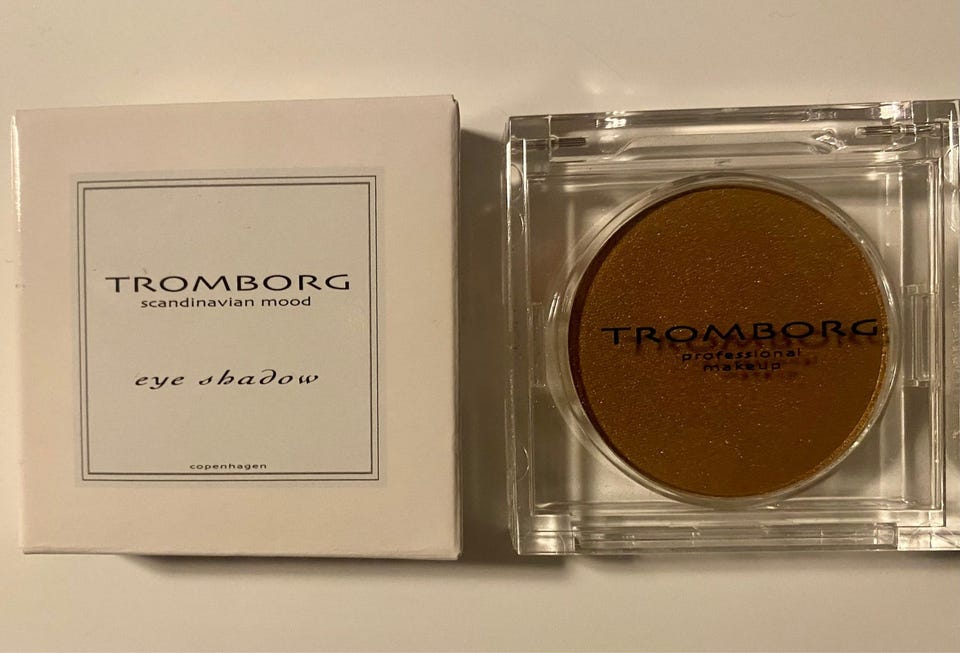 TROMBORG
scandinavian mood
eye shadow
copenhagen
TROMBORG
professional
makeup